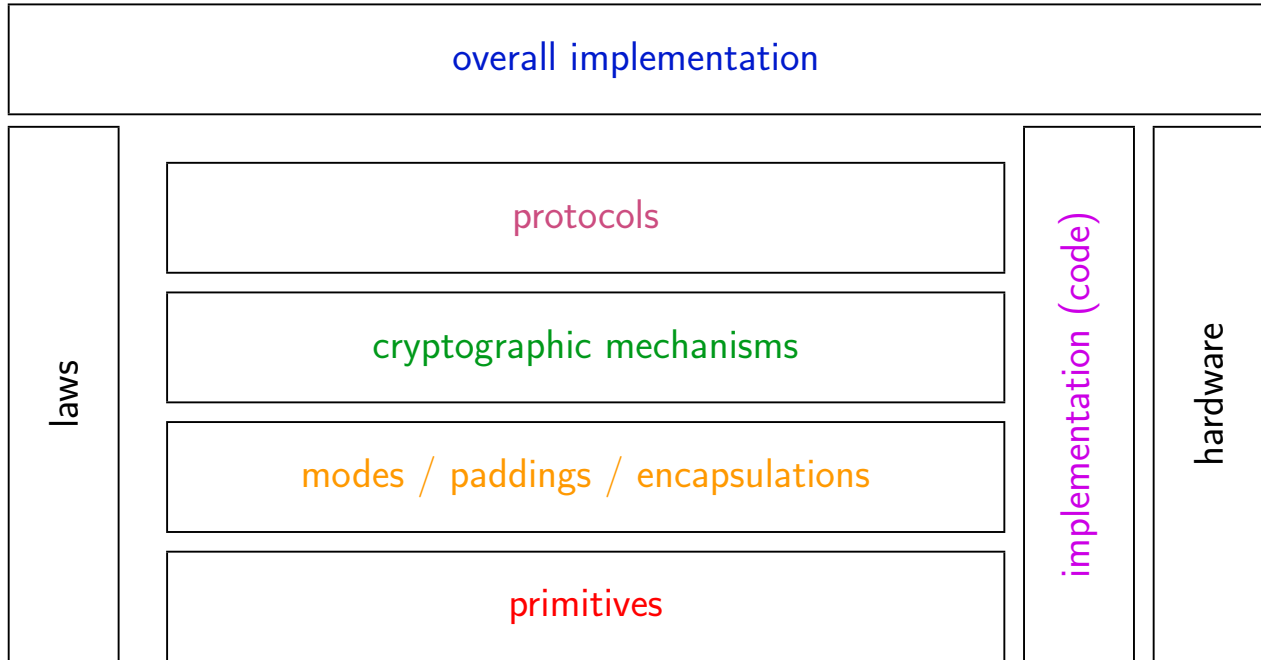 overall implementation
laws
protocols
cryptographic mechanisms
modes / paddings / encapsulations
primitives
implementation (code)
hardware